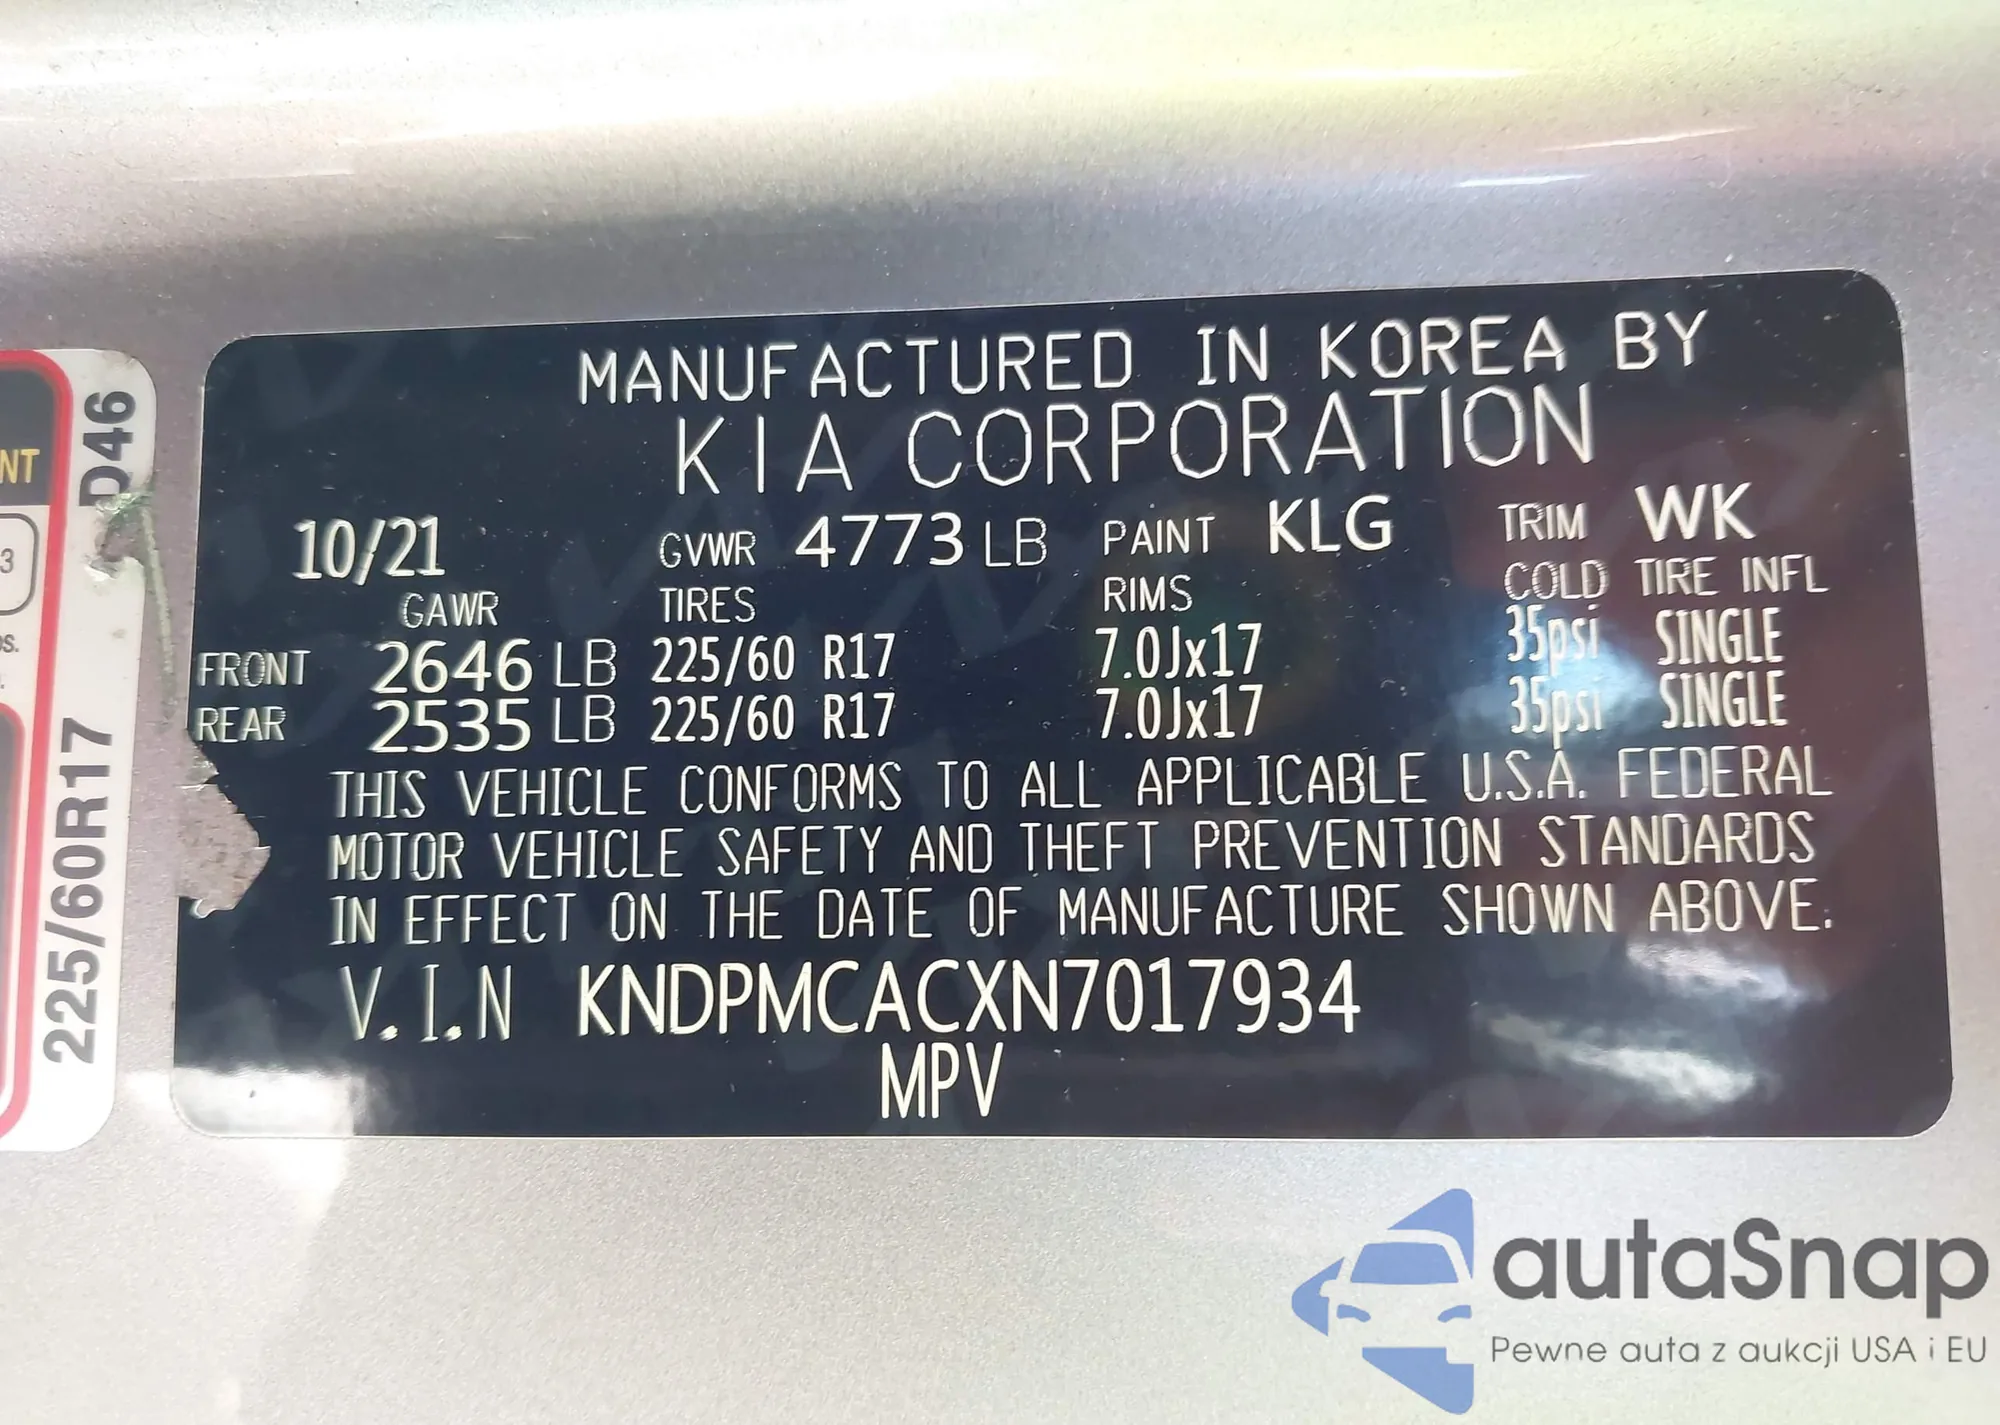 MANUFACTURED IN KOREA BY
KIA CORPORATION
10/21 GVWR 4773 LB PAINT KLG TRIM WK
GAWR TIRES RIMS COLD TIRE INFL
FRONT 2646 LB 225/60 R17 7.0Jx17 35psi SINGLE
REAR 2535 LB 225/60 R17 7.0Jx17 35psi SINGLE
THIS VEHICLE CONFORMS TO ALL APPLICABLE U.S.A. FEDERAL
MOTOR VEHICLE SAFETY AND THEFT PREVENTION STANDARDS
IN EFFECT ON THE DATE OF MANUFACTURE SHOWN ABOVE.
V.I.N KNDPMCACXN7017934
MPV
225/60R17 D46
NT
3
autaSnap
Pewne auta z aukcji USA i EU